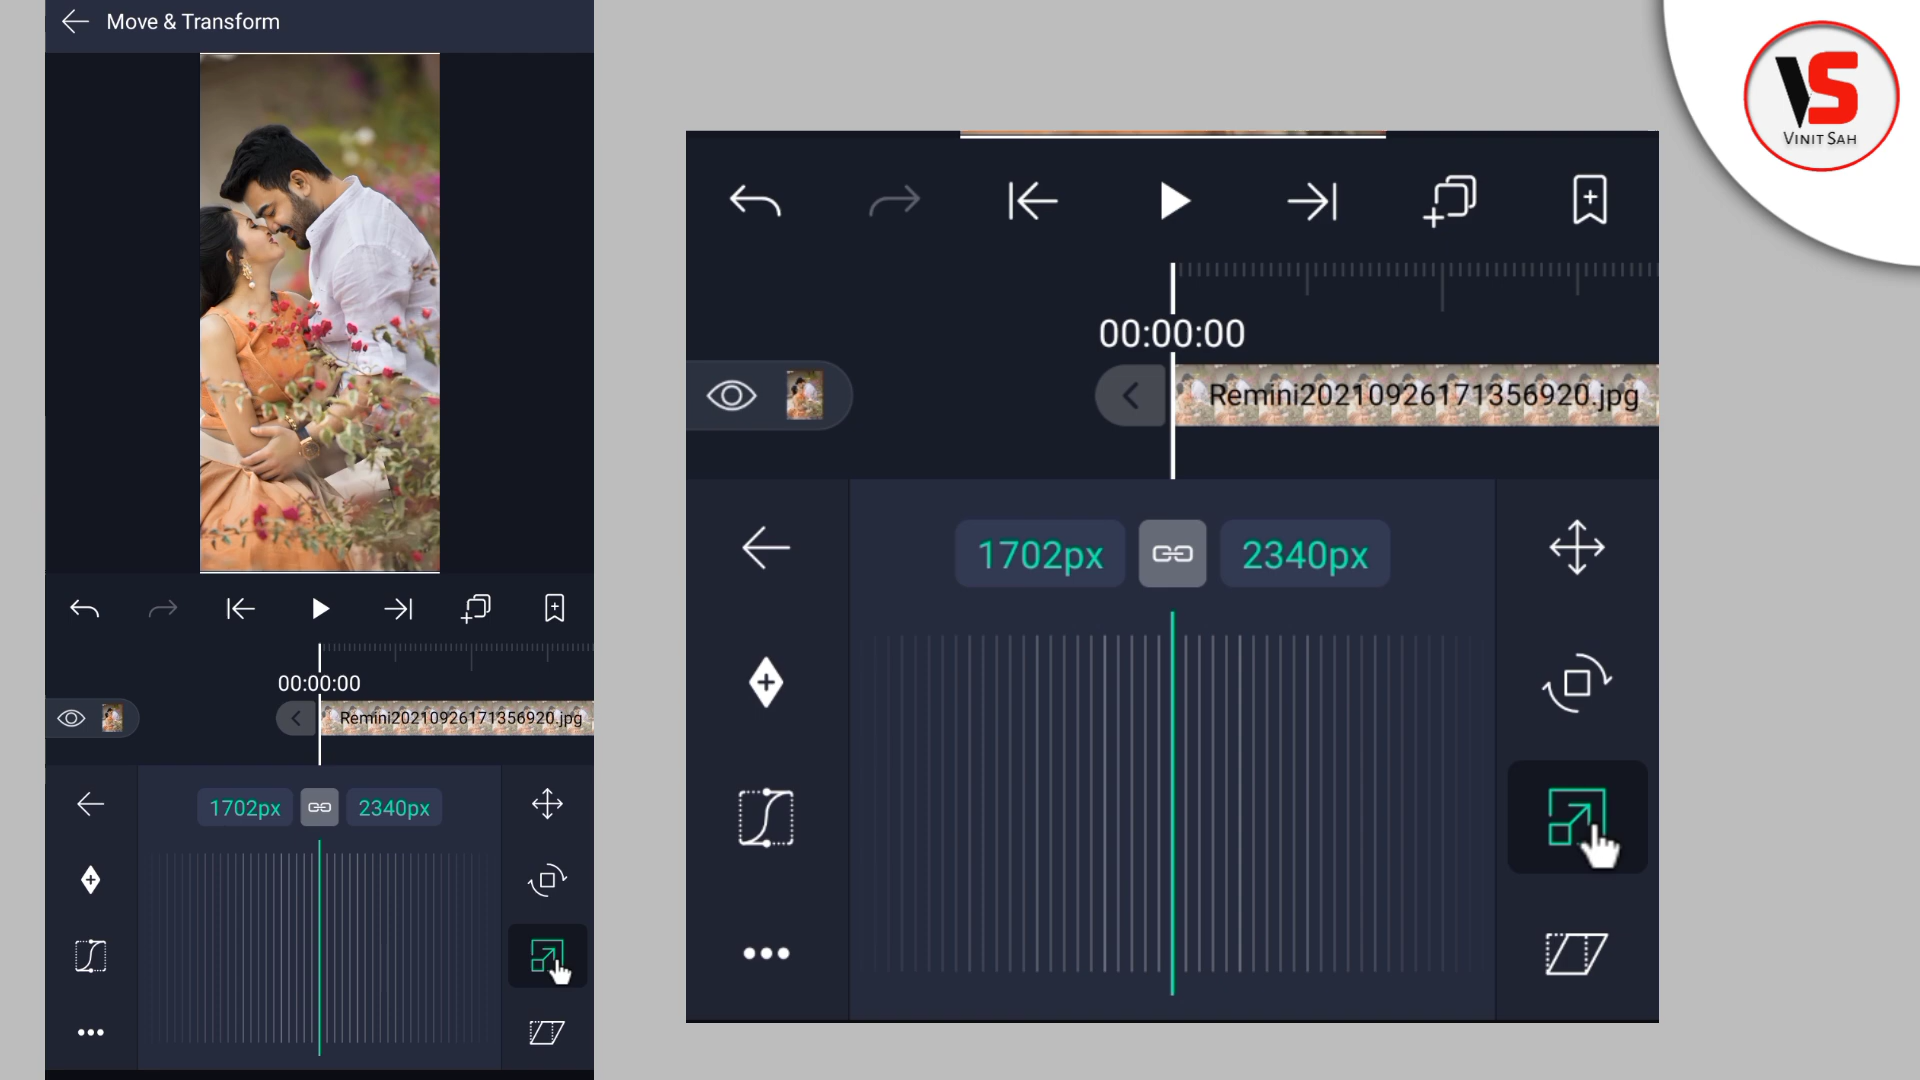 Move & Transform
00:00:00
Remini20210926171356920.jpg
1702px
2340px
00:00:00
Remini20210926171356920.jpg
1702px
2340px
VS
VINIT SAH